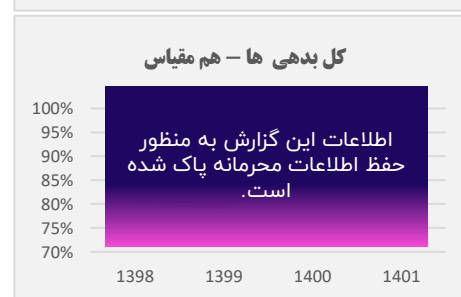 کل بدهی ها – هم مقیاس
100%
95%
90%
85%
80%
75%
70%
اطلاعات این گزارش به منظور
حفظ اطلاعات محرمانه پاک شده
است.
1398 1399 1400 1401